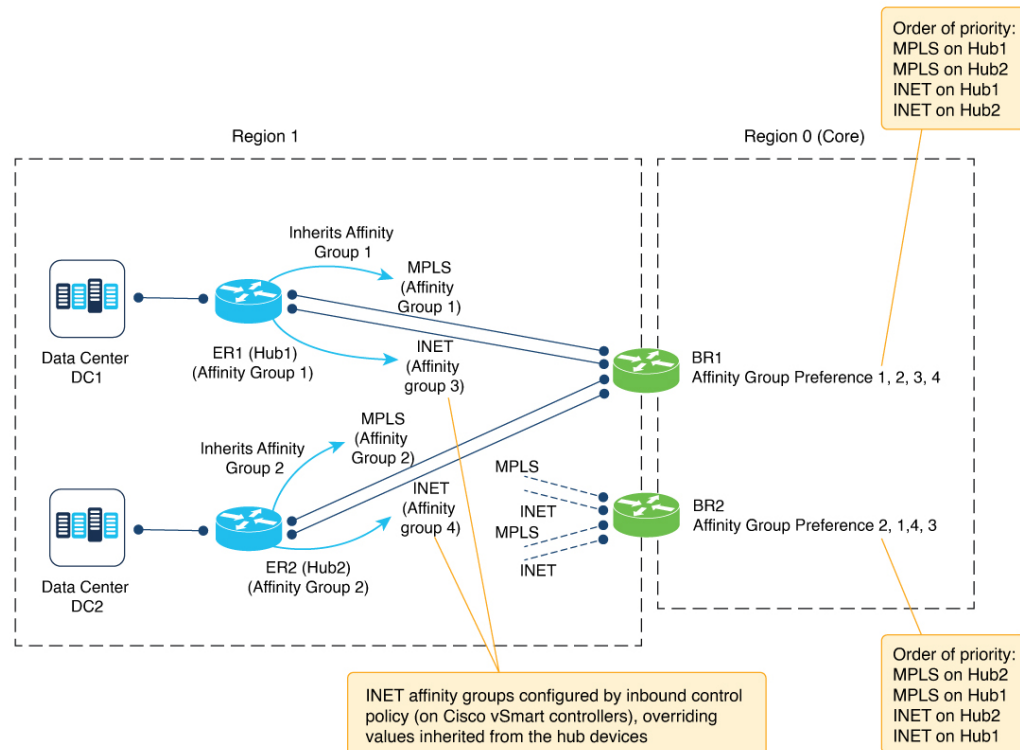 Order of priority:
MPLS on Hub1
MPLS on Hub2
INET on Hub1
INET on Hub2
Region 1
Region 0 (Core)
Inherits Affinity
Group 1
MPLS
(Affinity
Group 1)
Data Center
DC1
ER1 (Hub1)
(Affinity Group 1)
INET
(Affinity
group 3)
BR1
Affinity Group Preference 1, 2, 3, 4
Inherits Affinity
Group 2
MPLS
(Affinity
Group 2)
INET
(Affinity
group 4)
MPLS
INET
MPLS
INET
BR2
Affinity Group Preference 2, 1,4, 3
Data Center
DC2
ER2 (Hub2)
(Affinity Group 2)
INET affinity groups configured by inbound control
policy (on Cisco vSmart controllers), overriding
values inherited from the hub devices
Order of priority:
MPLS on Hub2
MPLS on Hub1
INET on Hub2
INET on Hub1